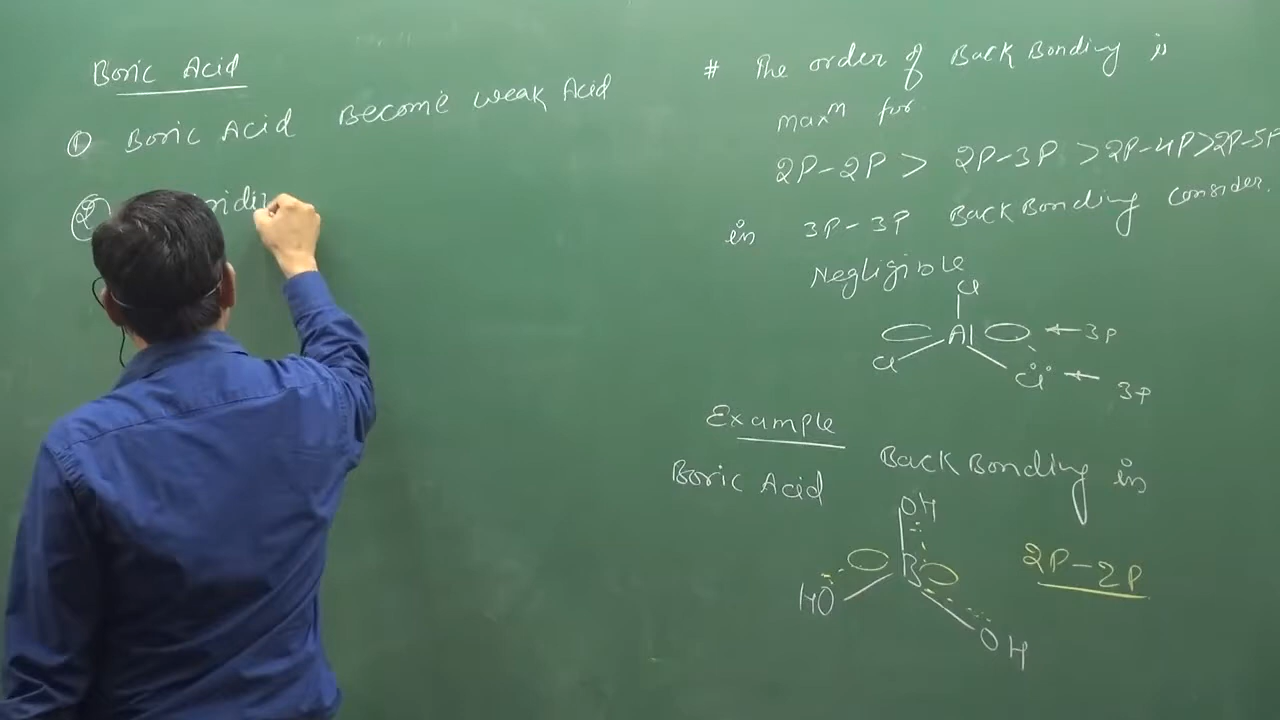 Boric Acid
① Boric Acid Become weak Acid
②
# The order of Back Bonding is
maxᵐ for
2P-2P > 2P-3P > 2P-4P > 2P-5P
in 3P-3P Back Bonding consider.
Negligible
Cl
Al ← 3P
Cl
Cl ← 3P
Example
Boric Acid Back Bonding in
OH
B 2P-2P
HO
OH